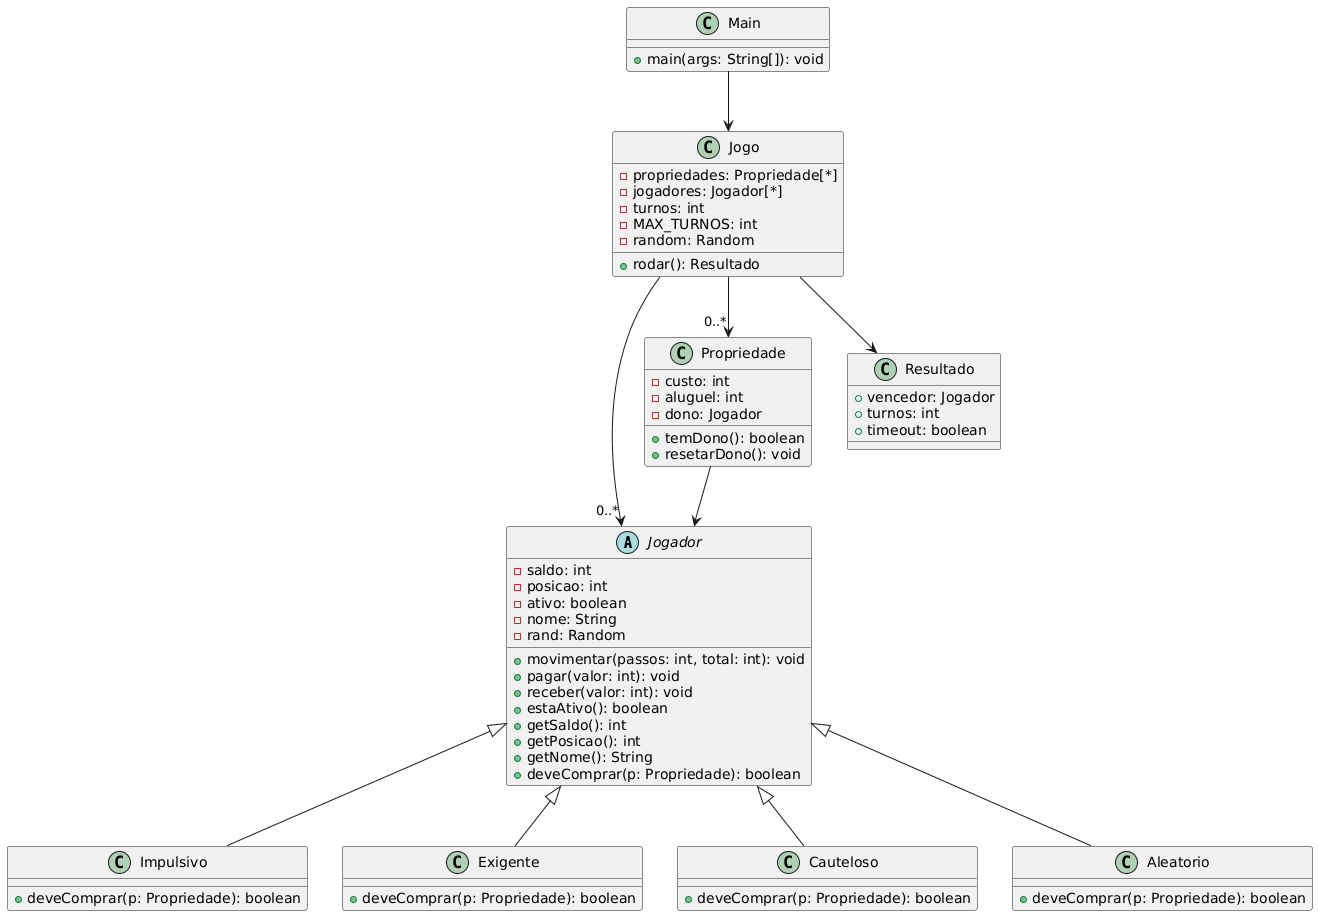 C Main
main(args: String[]): void
C Jogo
propriedades: Propriedade[*]
jogadores: Jogador[*]
turnos: int
MAX_TURNOS: int
random: Random
rodar(): Resultado
0..*
C Propriedade
custo: int
aluguel: int
dono: Jogador
temDono(): boolean
resetarDono(): void
C Resultado
vencedor: Jogador
turnos: int
timeout: boolean
0..*
A Jogador
saldo: int
posicao: int
ativo: boolean
nome: String
rand: Random
movimentar(passos: int, total: int): void
pagar(valor: int): void
receber(valor: int): void
estaAtivo(): boolean
getSaldo(): int
getPosicao(): int
getNome(): String
deveComprar(p: Propriedade): boolean
C Impulsivo
deveComprar(p: Propriedade): boolean
C Exigente
deveComprar(p: Propriedade): boolean
C Cauteloso
deveComprar(p: Propriedade): boolean
C Aleatorio
deveComprar(p: Propriedade): boolean